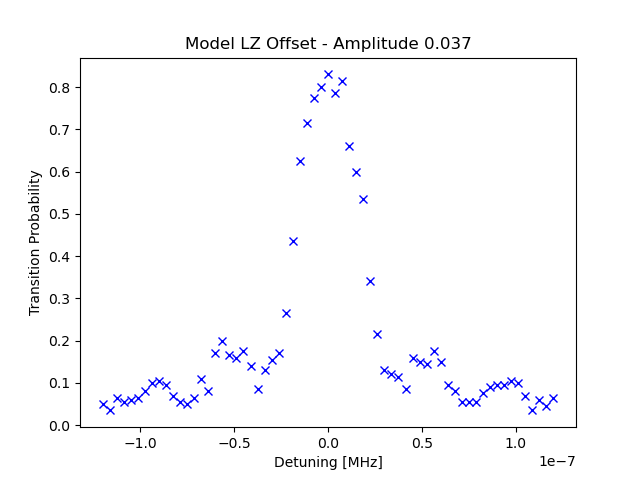 Model LZ Offset - Amplitude 0.037
Transition Probability
0.8
0.7
0.6
0.5
0.4
0.3
0.2
0.1
0.0
−1.0 −0.5 0.0 0.5 1.0
Detuning [MHz] 1e−7